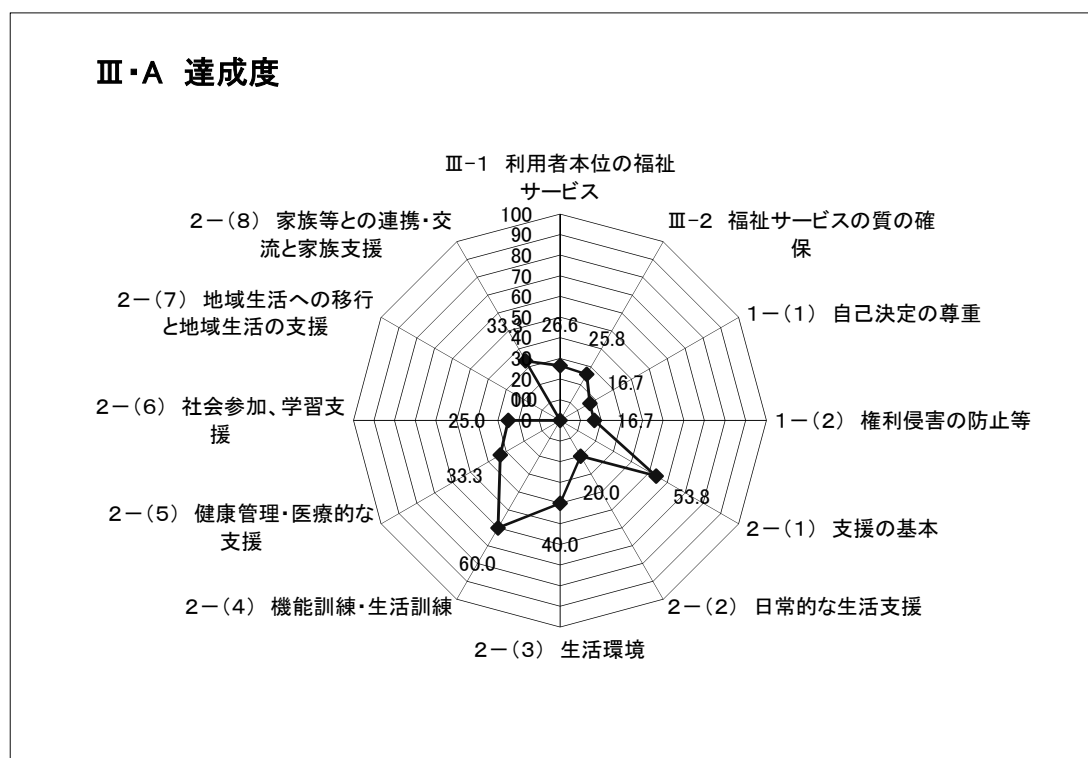 Ⅲ・A 達成度
Ⅲ-1 利用者本位の福祉
サービス
Ⅲ-2 福祉サービスの質の確
保
1-(1) 自己決定の尊重
1-(2) 権利侵害の防止等
2-(1) 支援の基本
2-(2) 日常的な生活支援
2-(3) 生活環境
2-(4) 機能訓練・生活訓練
2-(5) 健康管理・医療的な
支援
2-(6) 社会参加、学習支
援
2-(7) 地域生活への移行
と地域生活の支援
2-(8) 家族等との連携・交
流と家族支援
100
90
80
70
60
50
40
30
20
10
0
26.6
25.8
16.7
16.7
53.8
20.0
40.0
60.0
33.3
25.0
0.0
33.3